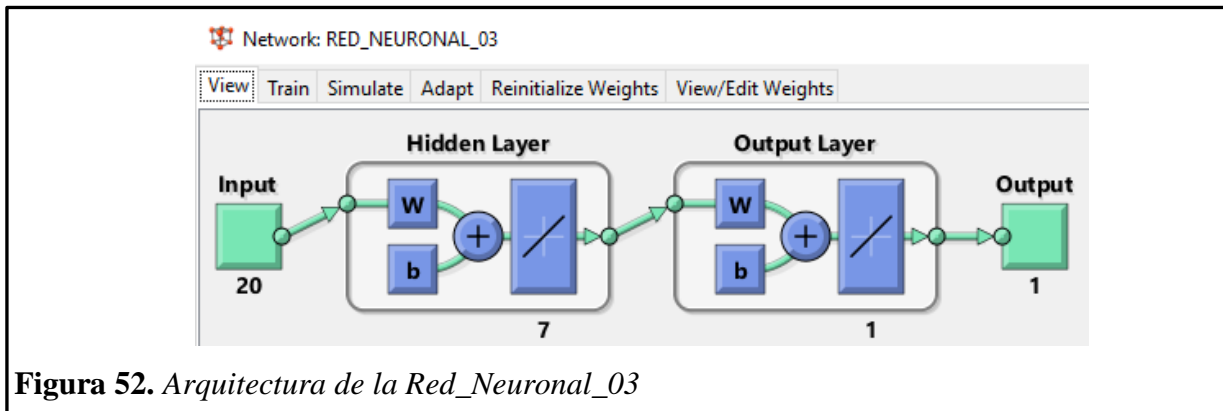 Network: RED_NEURONAL_03
View Train Simulate Adapt Reinitialize Weights View/Edit Weights
Hidden Layer Output Layer
Input Output
W W
+ +
b b
20 1
7 1
Figura 52. Arquitectura de la Red_Neuronal_03